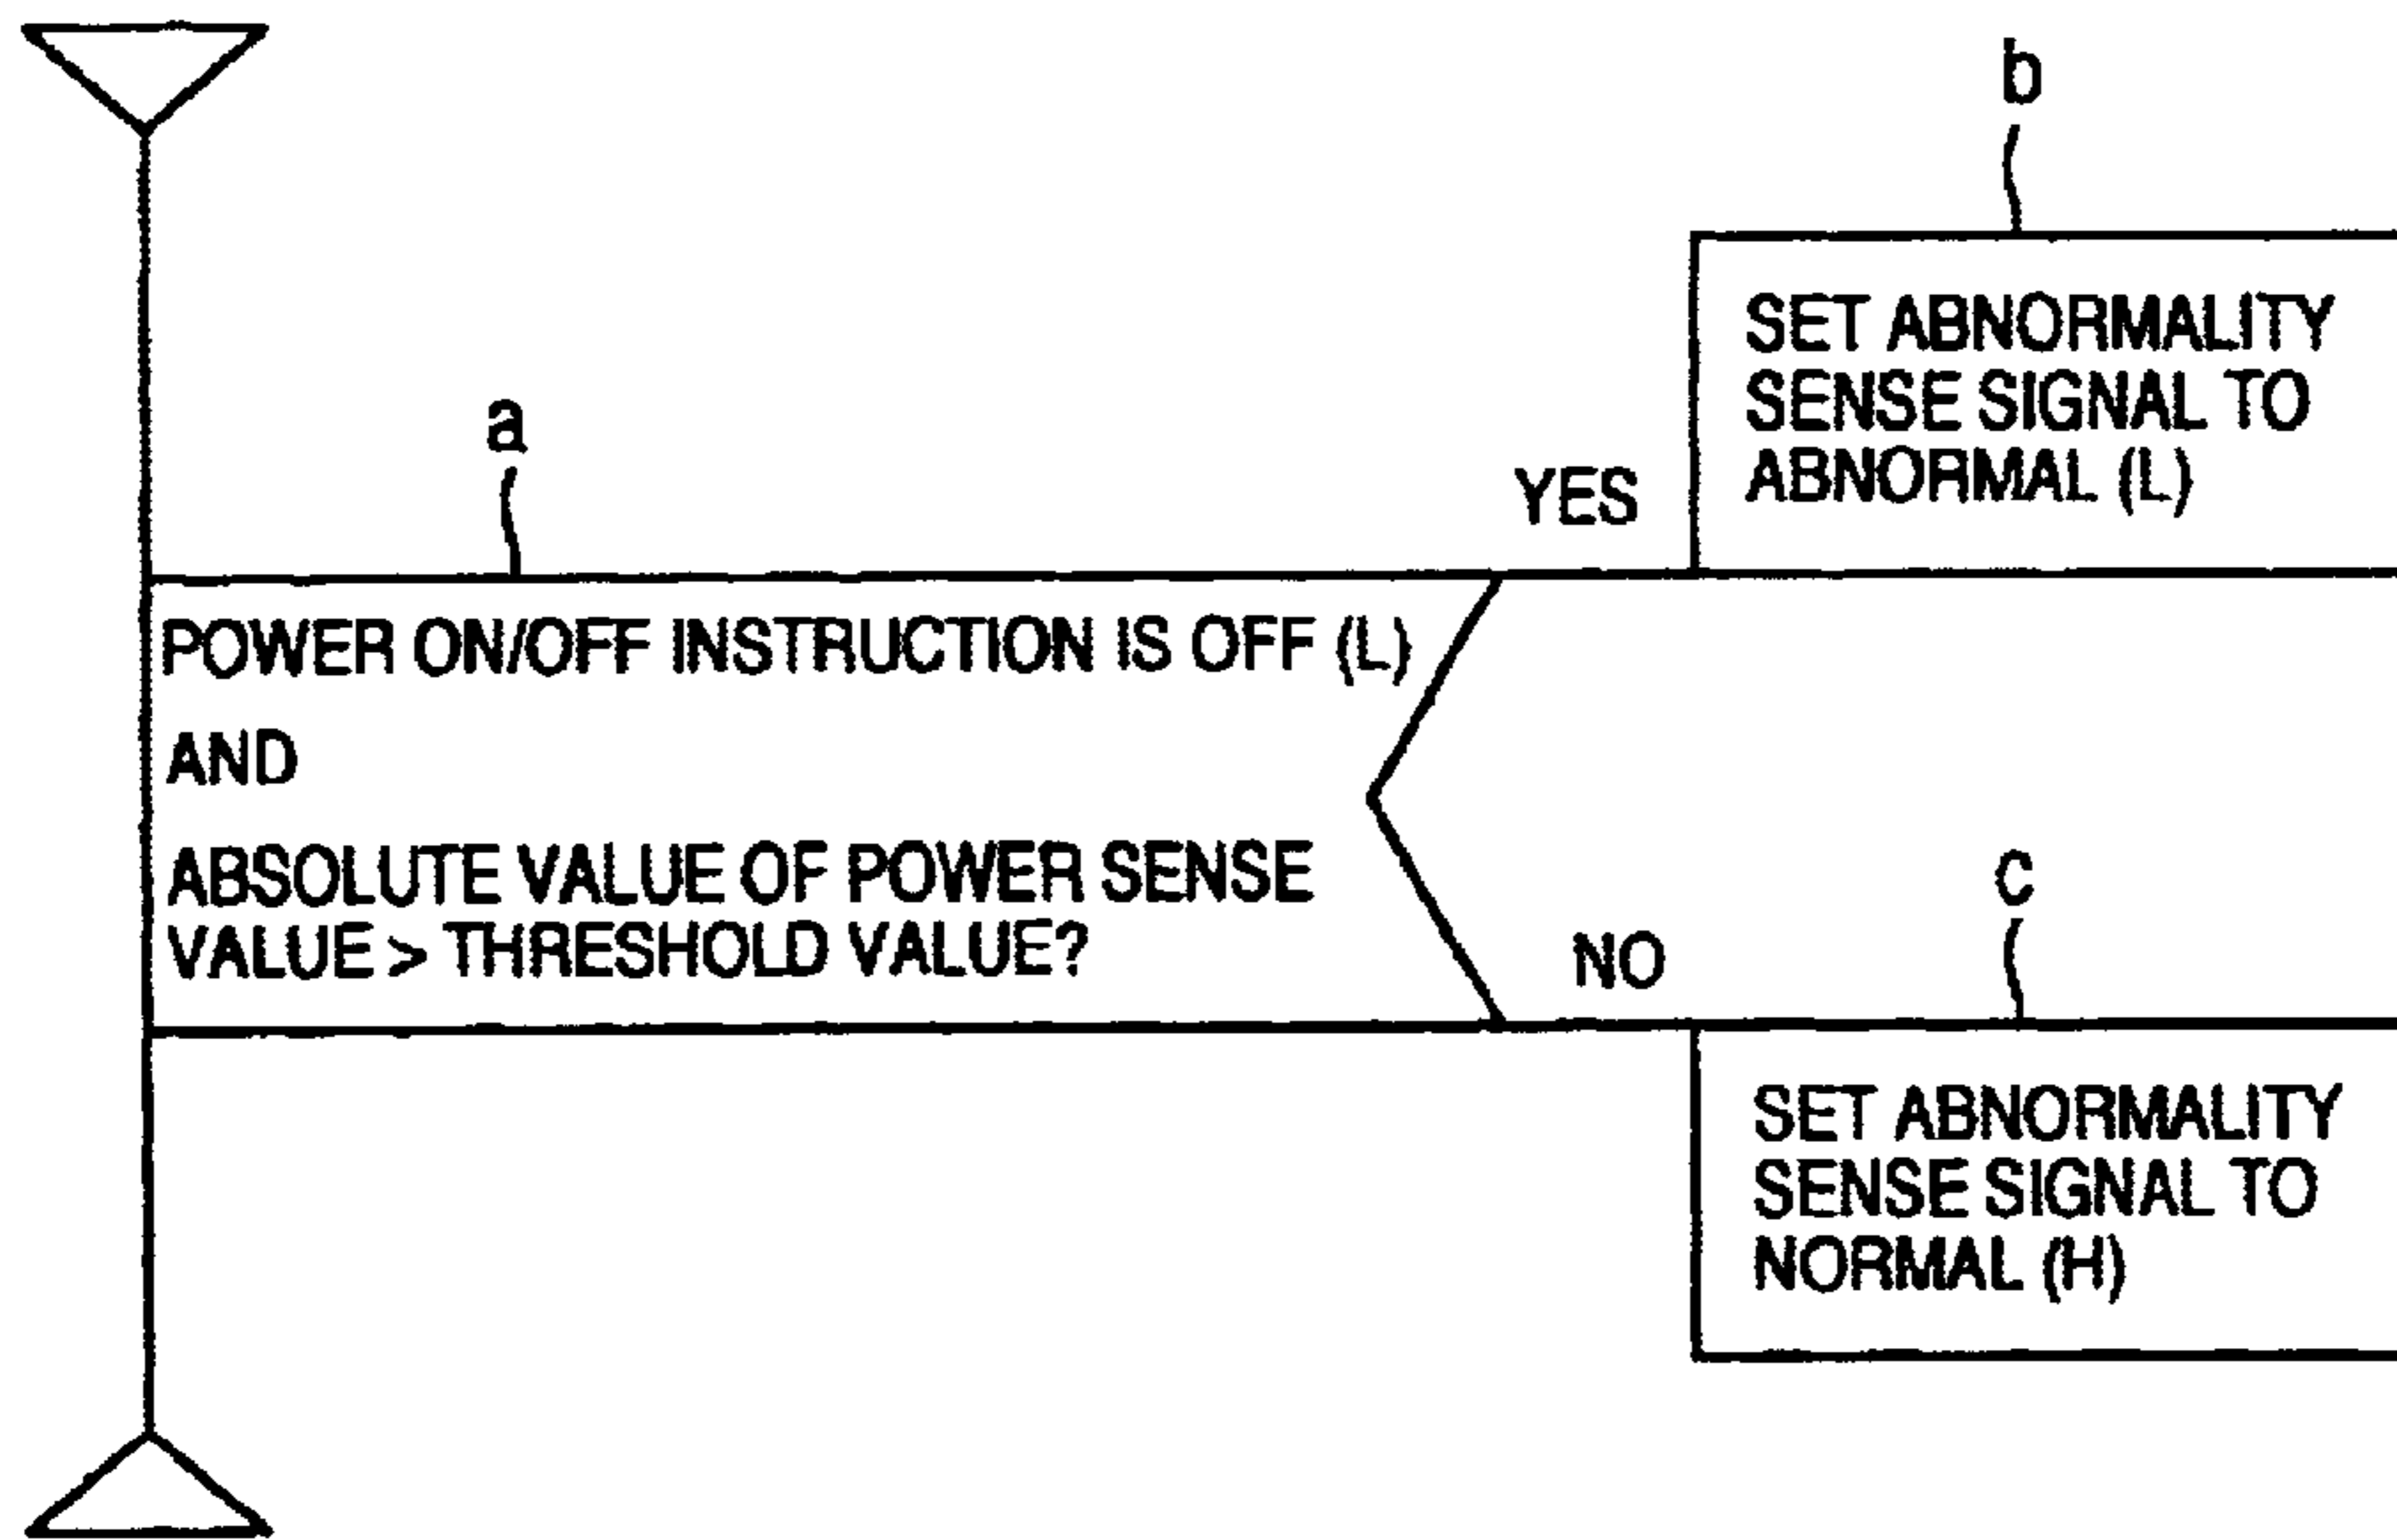 b
SET ABNORMALITY
SENSE SIGNAL TO
ABNORMAL (L)
a
YES
POWER ON/OFF INSTRUCTION IS OFF (L)
AND
ABSOLUTE VALUE OF POWER SENSE
VALUE > THRESHOLD VALUE?
NO
c
SET ABNORMALITY
SENSE SIGNAL TO
NORMAL (H)